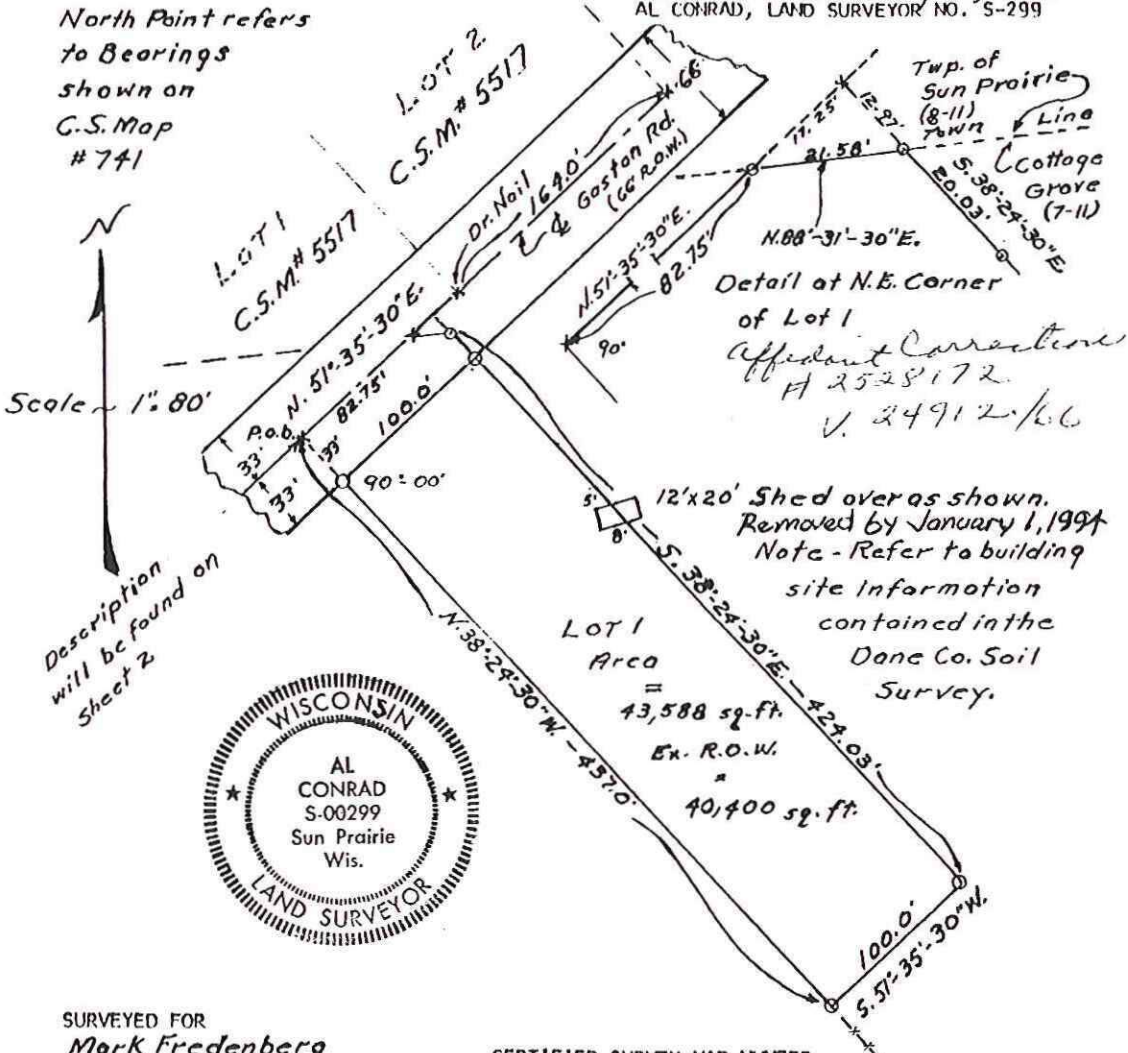 North Point refers
to Bearings
shown on
C.S. Map
# 741
AL CONRAD, LAND SURVEYOR NO. S-299
LOT 2
C.S.M.# 5517
LOT 1
C.S.M.# 5517
66'
Dr. Nail
164.0'
℄ Gaston Rd.
(66' R.O.W.)
17.25'
12.97'
Twp. of
Sun Prairie
(8-11)
Town Line
Cottage
Grove
(7-11)
21.58'
S.38°-24'-30"E.
20.03'
N.88°-31'-30"E.
N.51°-35'-30"E.
82.75'
90°
Detail at N.E. Corner
of Lot 1
Affidavit Corrections
# 2528172
V. 24912/66
N
Scale ~ 1": 80'
N. 51°-35'-30"E.
82.75'
100.0'
P.o.b.
33'
33'
33'
90°-00'
5'
8'
12'x20' Shed over as shown.
Removed by January 1, 1994
Note - Refer to building
site information
contained in the
Dane Co. Soil
Survey.
Description
will be found on
Sheet 2
N.38°-24'-30"W. - 457.0'
S.38°-24'-30"E. - 424.03'
LOT 1
Area
=
43,588 sq.ft.
Ex. R.O.W.
=
40,400 sq.ft.
100.0'
S.51°-35'-30"W.
WISCONSIN
AL
CONRAD
S-00299
Sun Prairie
Wis.
LAND SURVEYOR
SURVEYED FOR
Mark Fredenberg